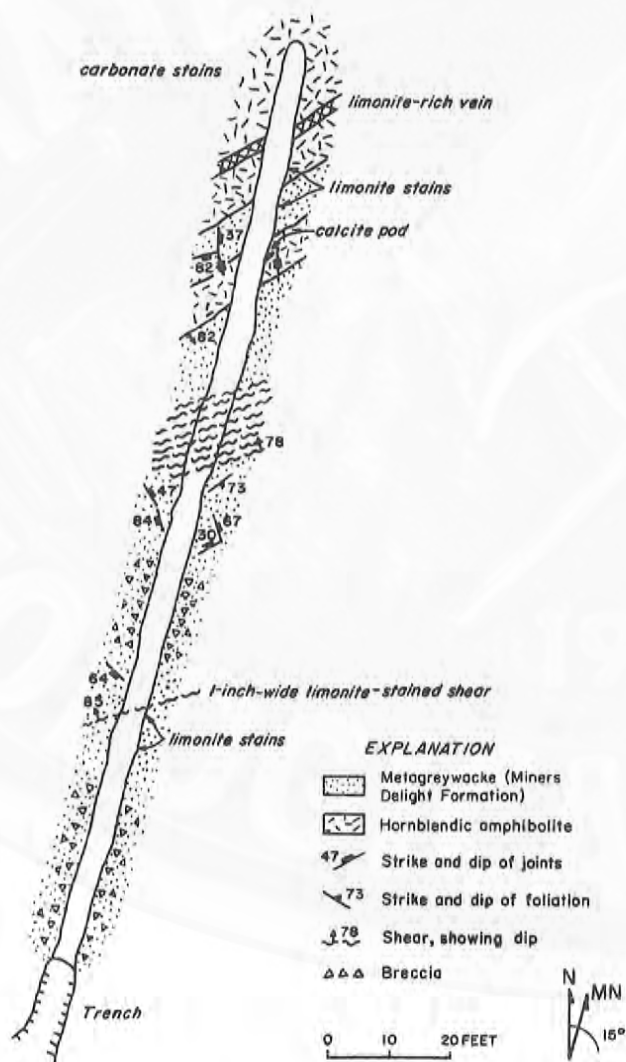 carbonate stains
limonite-rich vein
limonite stains
calcite pod
37
82
82
78
47
73
84
67
30
64
1-inch-wide limonite-stained shear
85
limonite stains
EXPLANATION
Metagreywacke (Miners
Delight Formation)
Hornblendic amphibolite
47 Strike and dip of joints
73 Strike and dip of foliation
78 Shear, showing dip
Breccia
Trench
N
MN
15°
0 10 20 FEET